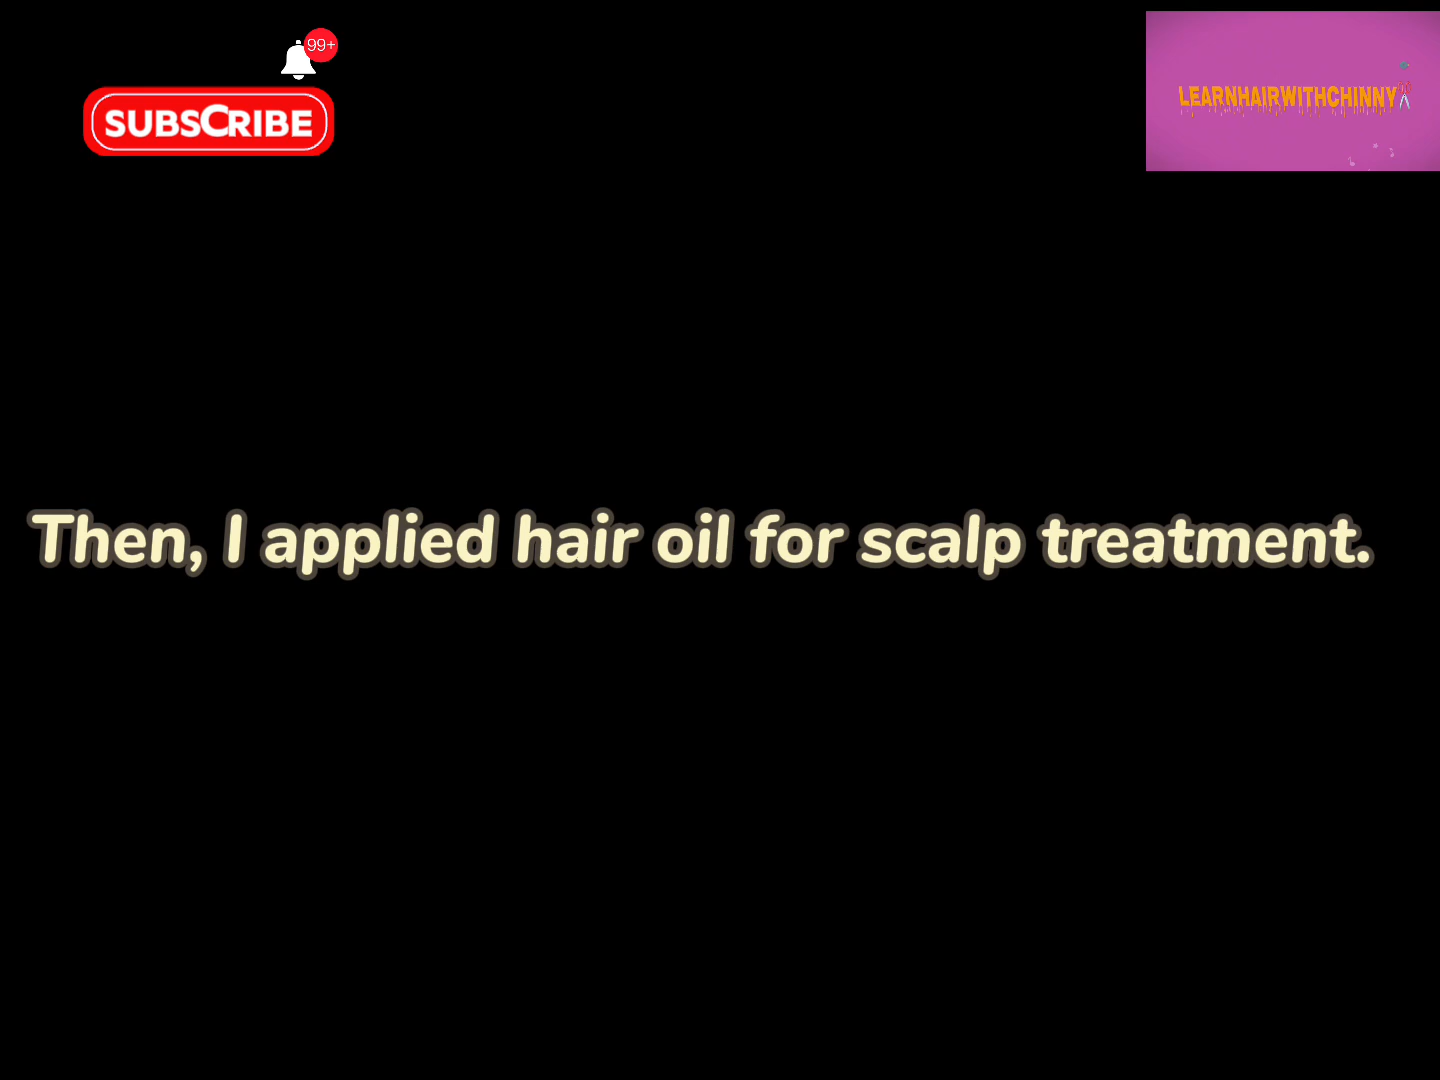 99+
SUBSCRIBE
LEARNHAIRWITHCHINNY
Then, I applied hair oil for scalp treatment.